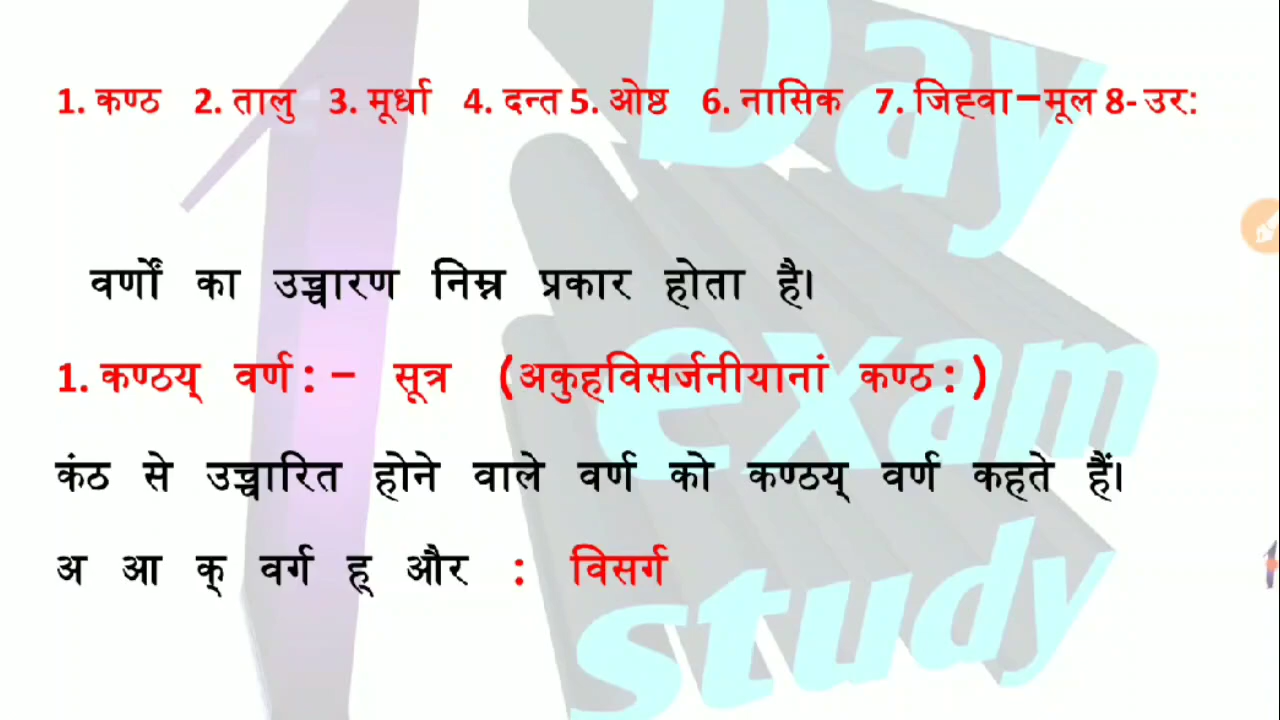 1. कण्ठ 2. तालु 3. मूर्धा 4. दन्त 5. ओष्ठ 6. नासिक 7. जिह्वा–मूल 8- उर:
वर्णों का उच्चारण निम्न प्रकार होता है।
1. कण्ठय् वर्ण : – सूत्र (अकुहविसर्जनीयानां कण्ठ : )
कंठ से उच्चारित होने वाले वर्ण को कण्ठय् वर्ण कहते हैं।
अ आ क् वर्ग ह् और : विसर्ग
1 Day
exam
study